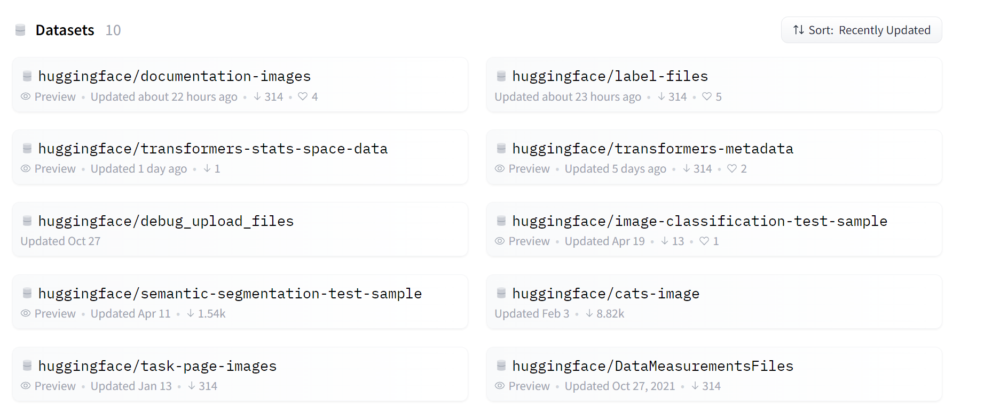 Datasets 10
Sort: Recently Updated
huggingface/documentation-images
Preview • Updated about 22 hours ago • ↓ 314 • ♡ 4
huggingface/label-files
Updated about 23 hours ago • ↓ 314 • ♡ 5
huggingface/transformers-stats-space-data
Preview • Updated 1 day ago • ↓ 1
huggingface/transformers-metadata
Preview • Updated 5 days ago • ↓ 314 • ♡ 2
huggingface/debug_upload_files
Updated Oct 27
huggingface/image-classification-test-sample
Preview • Updated Apr 19 • ↓ 13 • ♡ 1
huggingface/semantic-segmentation-test-sample
Preview • Updated Apr 11 • ↓ 1.54k
huggingface/cats-image
Updated Feb 3 • ↓ 8.82k
huggingface/task-page-images
Preview • Updated Jan 13 • ↓ 314
huggingface/DataMeasurementsFiles
Preview • Updated Oct 27, 2021 • ↓ 314